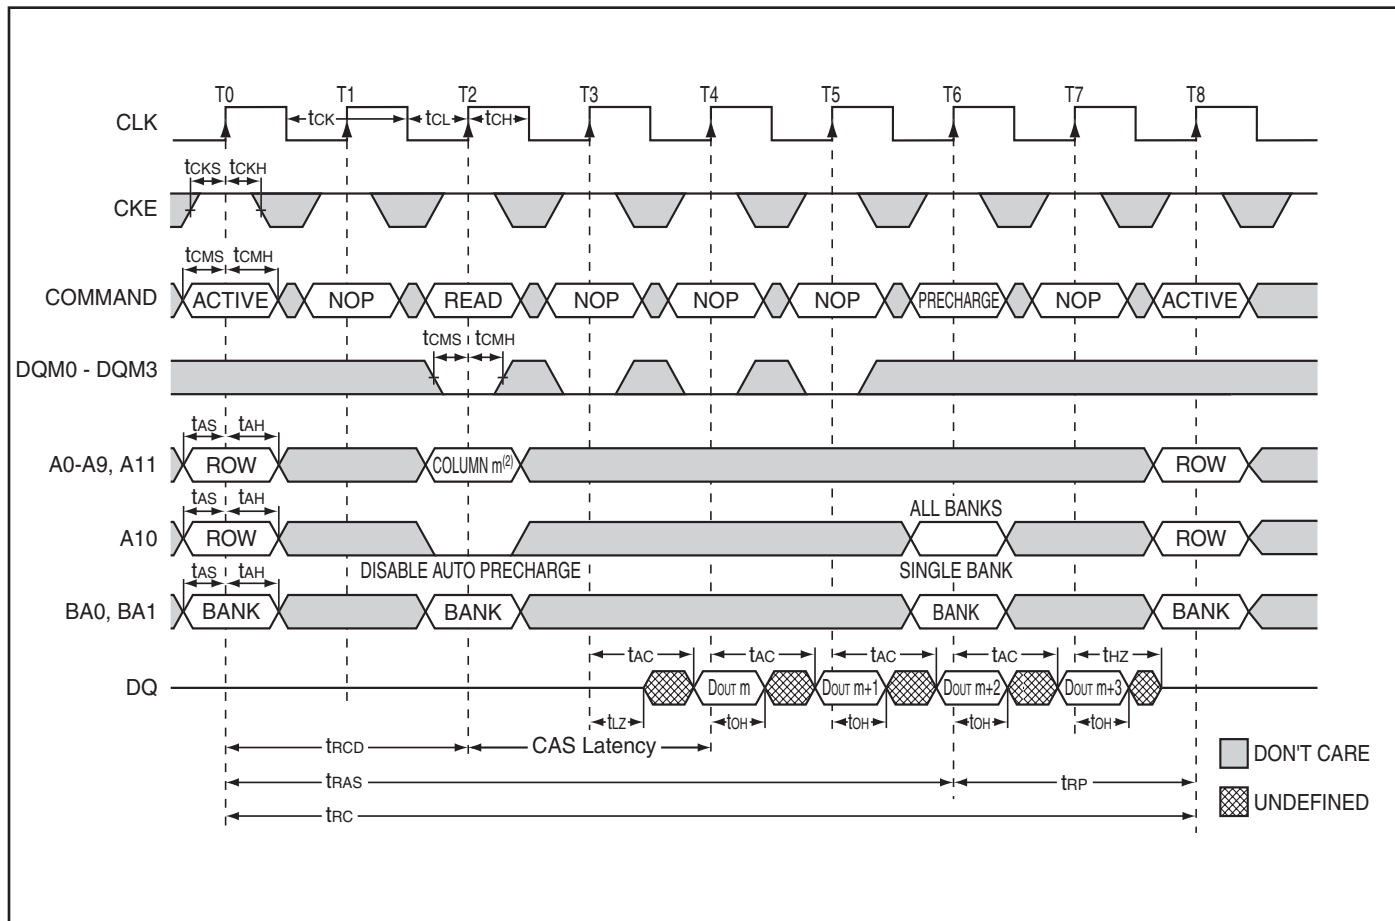 T0 T1 T2 T3 T4 T5 T6 T7 T8
CLK tCK tCL tCH
tCKS tCKH
CKE
tCMS tCMH
COMMAND ACTIVE NOP READ NOP NOP NOP PRECHARGE NOP ACTIVE
tCMS tCMH
DQM0 - DQM3
tAS tAH
A0-A9, A11 ROW COLUMN m(2) ROW
tAS tAH ALL BANKS
A10 ROW ROW
DISABLE AUTO PRECHARGE SINGLE BANK
tAS tAH
BA0, BA1 BANK BANK BANK BANK
tAC tAC tAC tAC tHZ
DQ DOUT m DOUT m+1 DOUT m+2 DOUT m+3
tLZ tOH tOH tOH tOH
tRCD CAS Latency
DON'T CARE
tRAS tRP
UNDEFINED
tRC